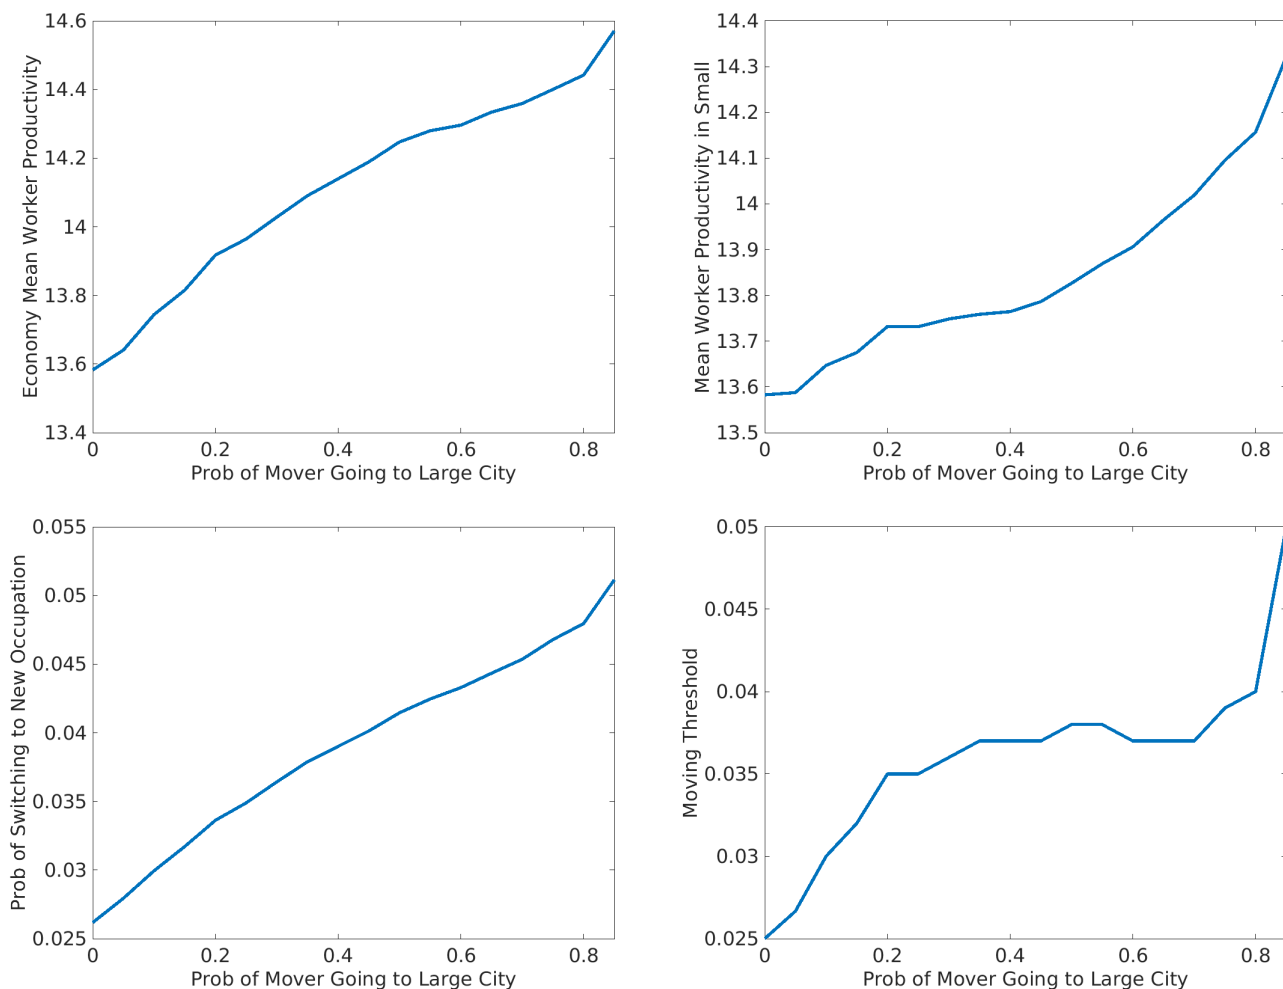 Economy Mean Worker Productivity
14.6
14.4
14.2
14
13.8
13.6
13.4
0 0.2 0.4 0.6 0.8
Prob of Mover Going to Large City
Mean Worker Productivity in Small
14.4
14.3
14.2
14.1
14
13.9
13.8
13.7
13.6
13.5
0 0.2 0.4 0.6 0.8
Prob of Mover Going to Large City
Prob of Switching to New Occupation
0.055
0.05
0.045
0.04
0.035
0.03
0.025
0 0.2 0.4 0.6 0.8
Prob of Mover Going to Large City
Moving Threshold
0.05
0.045
0.04
0.035
0.03
0.025
0 0.2 0.4 0.6 0.8
Prob of Mover Going to Large City